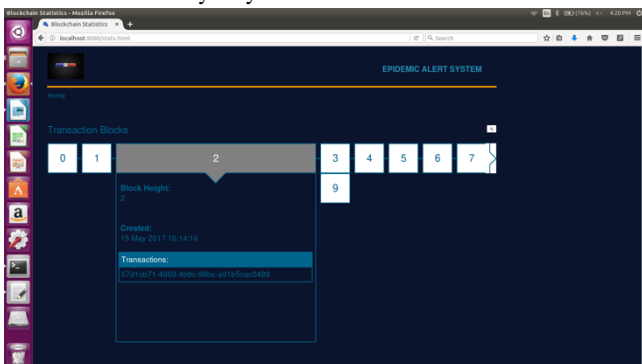 Blockchain Statistics - Mozilla Firefox
(76%) 4:20 PM
Blockchain Statistics × +
localhost:8080/stats.html
Search
EPIDEMIC ALERT SYSTEM
Home
Transaction Blocks
0 1 2 3 4 5 6 7
9
Block Height:
2
Created:
15 May 2017 16:14:16
Transactions:
57d1cb71-4959-4b9c-98bc-a91b5cac0489